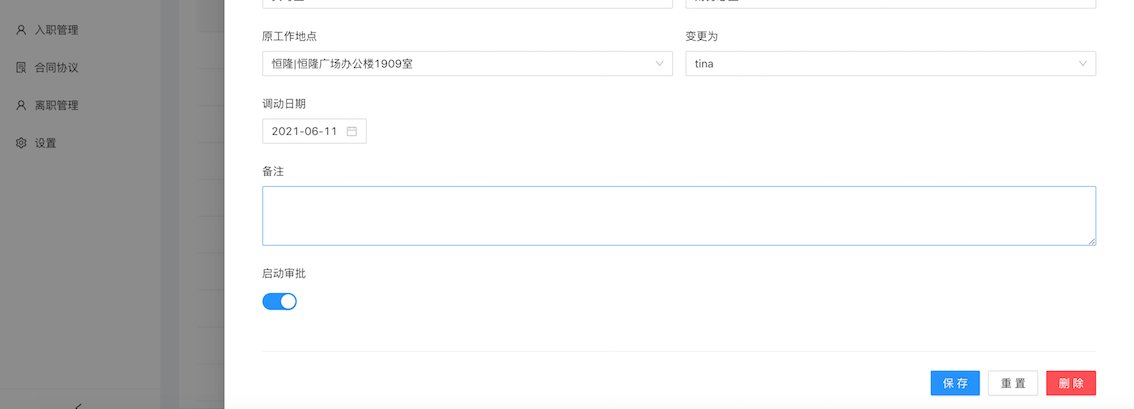 入职管理
合同协议
离职管理
设置
原工作地点
变更为
恒隆|恒隆广场办公楼1909室
tina
调动日期
2021-06-11
备注
启动审批
保 存
重 置
删 除